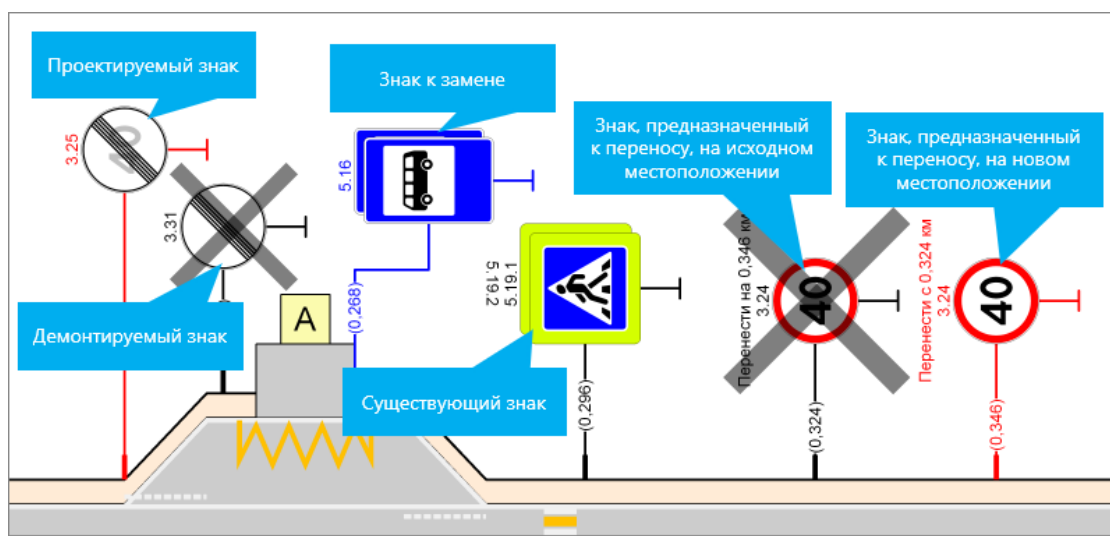 Проектируемый знак
Знак к замене
Знак, предназначенный
к переносу, на исходном
местоположении
Знак, предназначенный
к переносу, на новом
местоположении
3.25
40
3.31
5.16
Демонтируемый знак
А
(0,268)
5.19.1
5.19.2
Существующий знак
(0,296)
Перенести на 0,346 км
3.24
40
(0,324)
Перенести с 0,324 км
3.24
40
(0,346)